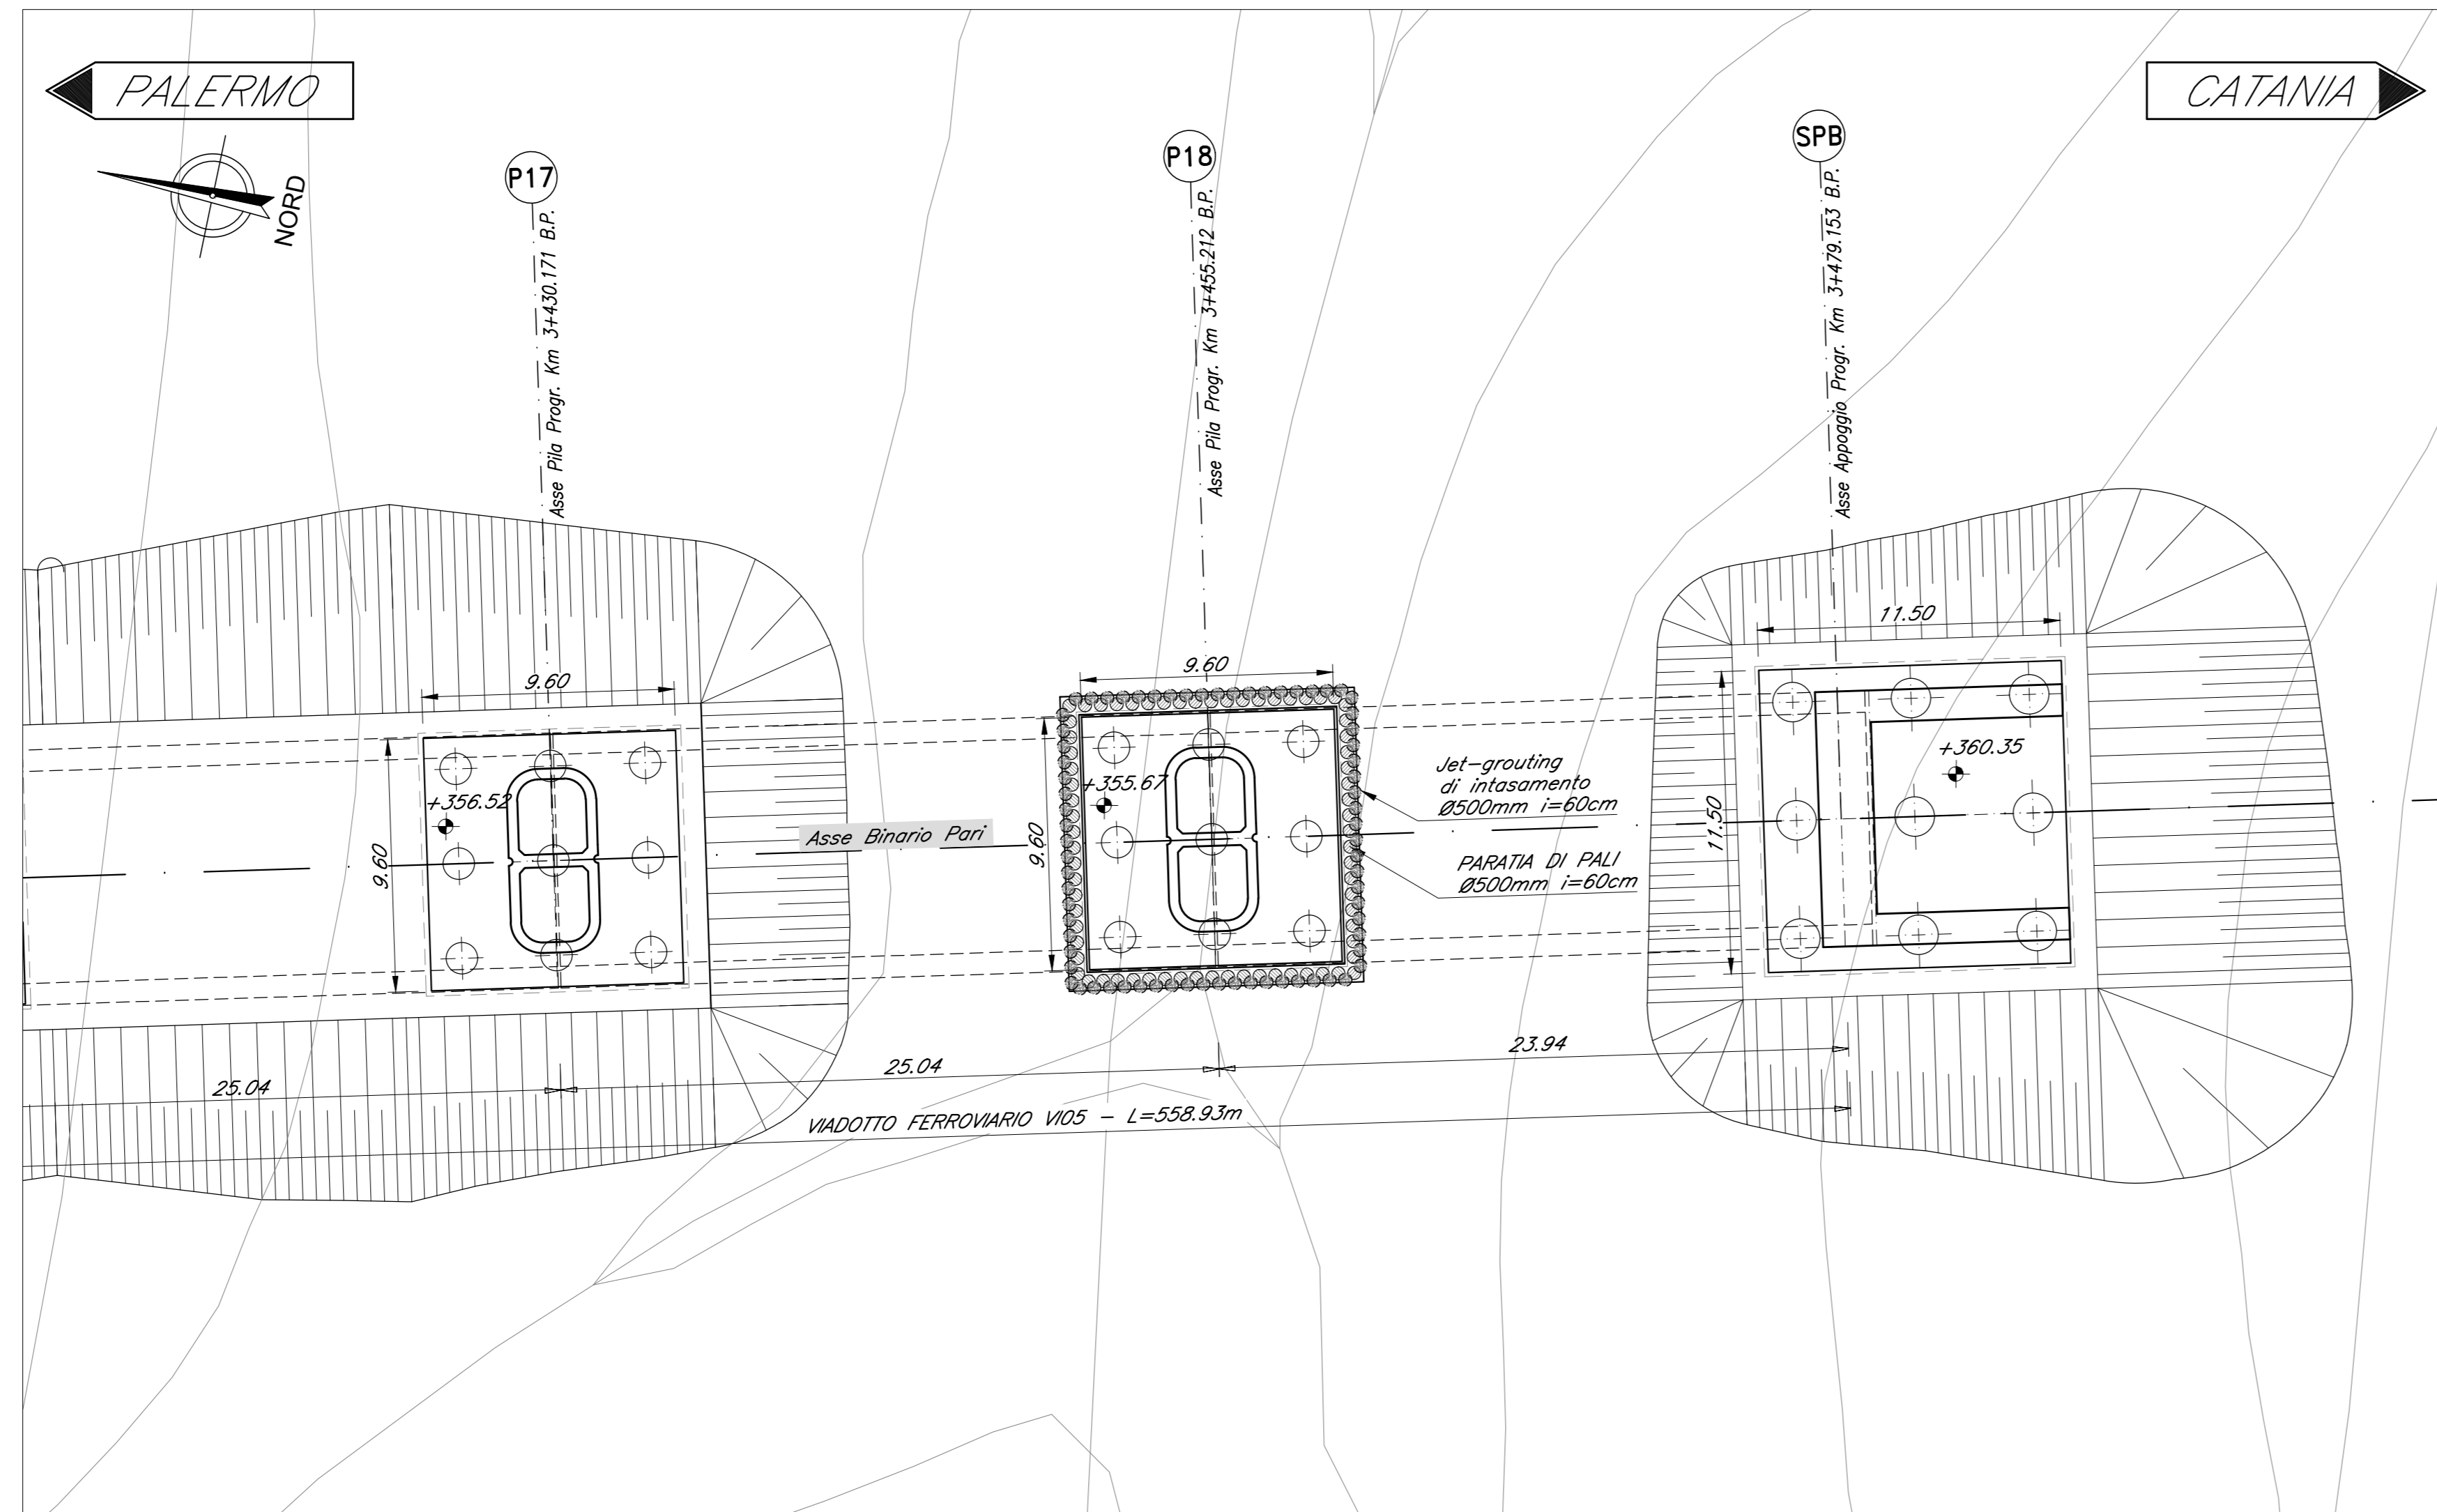 PALERMO
CATANIA
NORD
P17
P18
SPB
Asse Pila Progr. Km 3+430.171 B.P.
Asse Pila Progr. Km 3+455.212 B.P.
Asse Appoggio Progr. Km 3+479.153 B.P.
9.60
9.60
+356.52
Asse Binario Pari
9.60
9.60
+355.67
Jet-grouting
di intasamento
Ø500mm i=60cm
PARATIA DI PALI
Ø500mm i=60cm
11.50
11.50
+360.35
25.04
25.04
23.94
VIADOTTO FERROVIARIO VI05 - L=558.93m